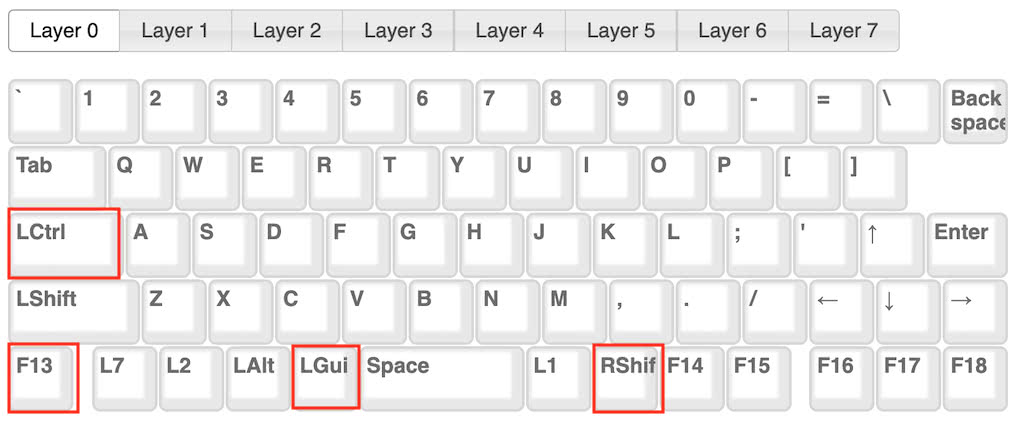 Layer 0 Layer 1 Layer 2 Layer 3 Layer 4 Layer 5 Layer 6 Layer 7
` 1 2 3 4 5 6 7 8 9 0 - = \ Back
space
Tab Q W E R T Y U I O P [ ]
LCtrl A S D F G H J K L ; ' ↑ Enter
LShift Z X C V B N M , . / ← ↓ →
F13 L7 L2 LAlt LGui Space L1 RShif F14 F15 F16 F17 F18